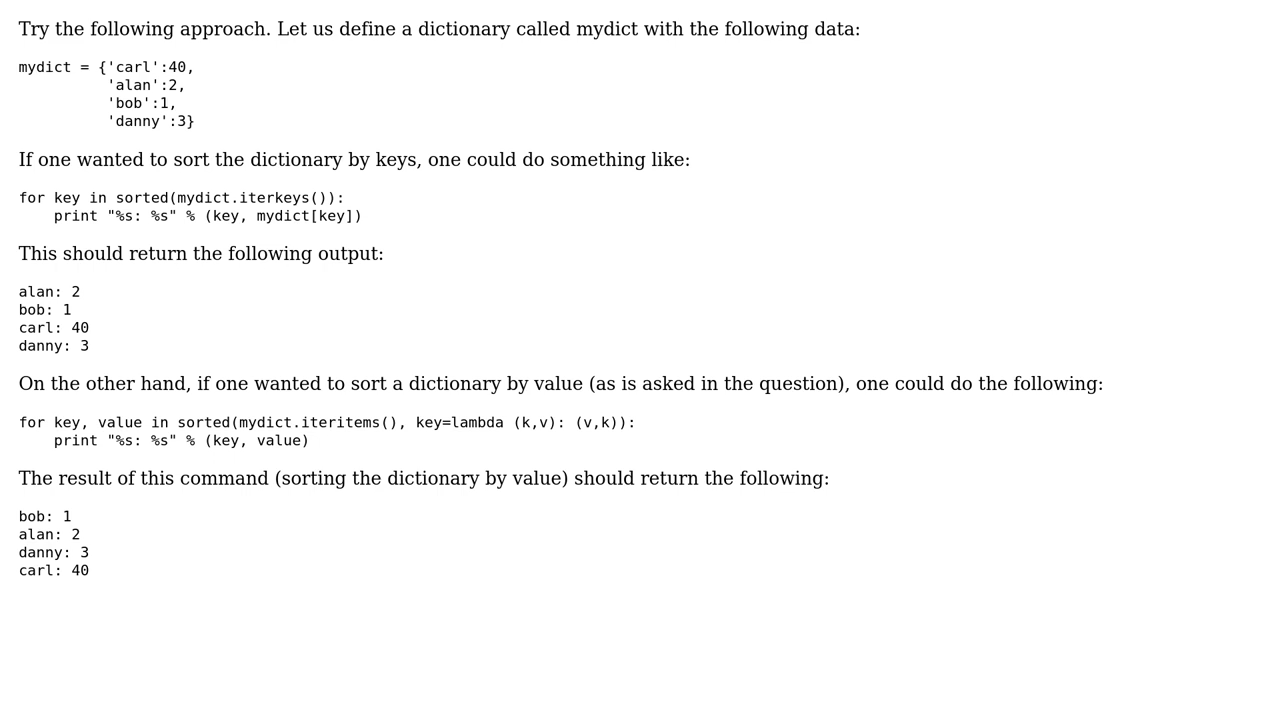 Try the following approach. Let us define a dictionary called mydict with the following data:
mydict = {'carl':40,
          'alan':2,
          'bob':1,
          'danny':3}
If one wanted to sort the dictionary by keys, one could do something like:
for key in sorted(mydict.iterkeys()):
    print "%s: %s" % (key, mydict[key])
This should return the following output:
alan: 2
bob: 1
carl: 40
danny: 3
On the other hand, if one wanted to sort a dictionary by value (as is asked in the question), one could do the following:
for key, value in sorted(mydict.iteritems(), key=lambda (k,v): (v,k)):
    print "%s: %s" % (key, value)
The result of this command (sorting the dictionary by value) should return the following:
bob: 1
alan: 2
danny: 3
carl: 40